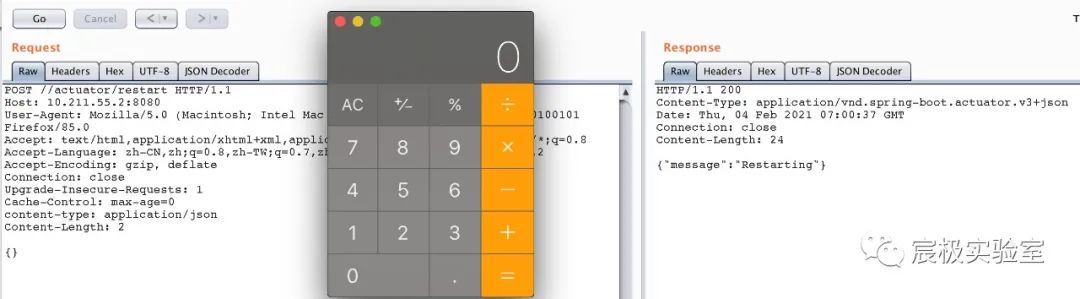 Go Cancel < >
Request
Raw Headers Hex UTF-8 JSON Decoder
POST //actuator/restart HTTP/1.1
Host: 10.211.55.2:8080
User-Agent: Mozilla/5.0 (Macintosh; Intel Mac 0100101
Firefox/85.0
Accept: text/html,application/xhtml+xml,applic /*;q=0.8
Accept-Language: zh-CN,zh;q=0.8,zh-TW;q=0.7,zh ,2
Accept-Encoding: gzip, deflate
Connection: close
Upgrade-Insecure-Requests: 1
Cache-Control: max-age=0
content-type: application/json
Content-Length: 2
{}
0
AC +/− % ÷
7 8 9 ×
4 5 6 −
1 2 3 +
0 . =
T
Response
Raw Headers Hex UTF-8 JSON Decoder
HTTP/1.1 200
Content-Type: application/vnd.spring-boot.actuator.v3+json
Date: Thu, 04 Feb 2021 07:00:37 GMT
Connection: close
Content-Length: 24
{"message":"Restarting"}
宸极实验室